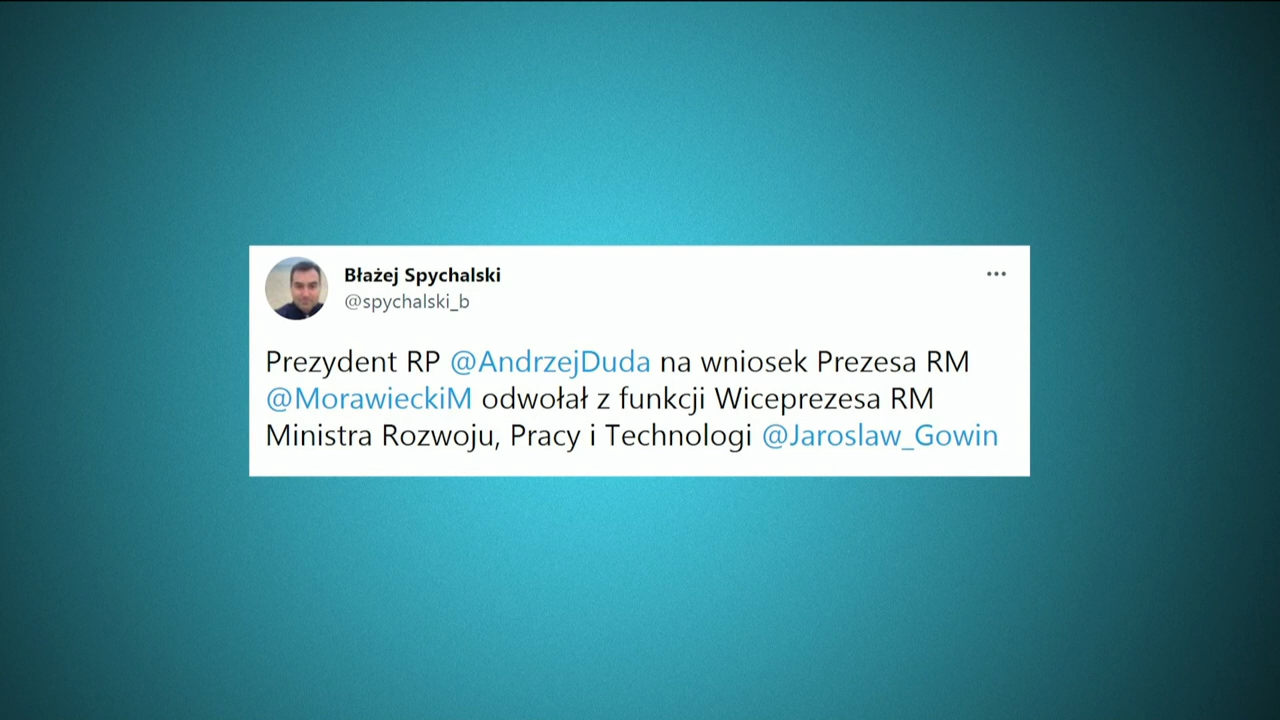 Błażej Spychalski
@spychalski_b
Prezydent RP @AndrzejDuda na wniosek Prezesa RM
@MorawieckiM odwołał z funkcji Wiceprezesa RM
Ministra Rozwoju, Pracy i Technologi @Jaroslaw_Gowin